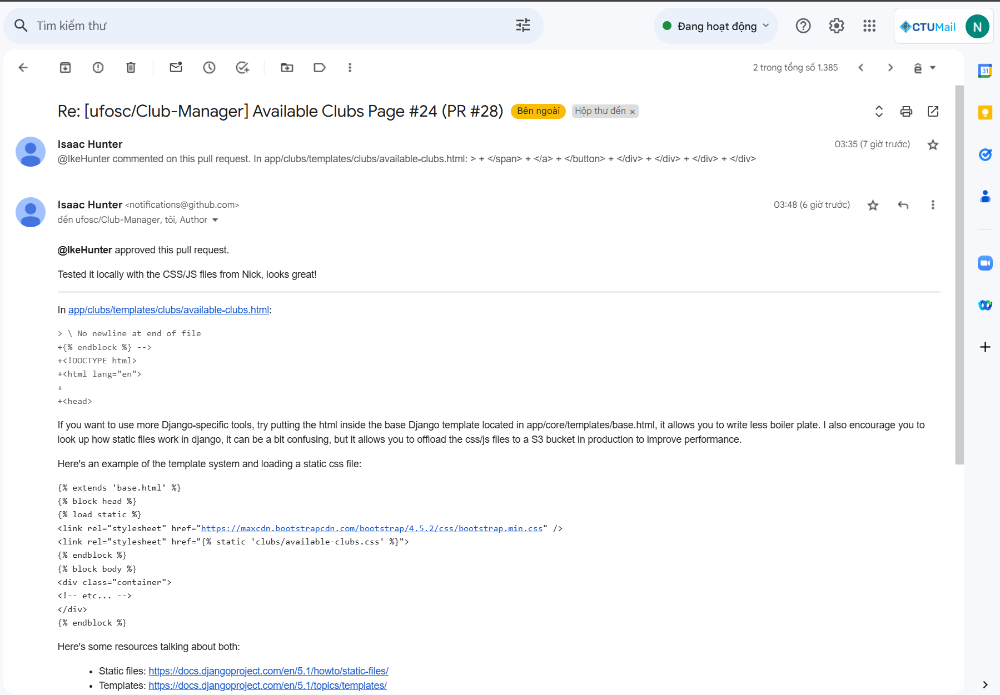 Tìm kiếm thư
Đang hoạt động
CTUMail
N
2 trong tổng số 1.385
ê
31
Re: [ufosc/Club-Manager] Available Clubs Page #24 (PR #28)
Bên ngoài
Hộp thư đến ×
Isaac Hunter
03:35 (7 giờ trước)
@IkeHunter commented on this pull request. In app/clubs/templates/clubs/available-clubs.html: > + </span> + </a> + </button> + </div> + </div> + </div> + </div>
Isaac Hunter <notifications@github.com>
03:48 (6 giờ trước)
đến ufosc/Club-Manager, tôi, Author
@IkeHunter approved this pull request.
Tested it locally with the CSS/JS files from Nick, looks great!
In app/clubs/templates/clubs/available-clubs.html:
> \ No newline at end of file
+{% endblock %} -->
+<!DOCTYPE html>
+<html lang="en">
+
+<head>
If you want to use more Django-specific tools, try putting the html inside the base Django template located in app/core/templates/base.html, it allows you to write less boiler plate. I also encourage you to
look up how static files work in django, it can be a bit confusing, but it allows you to offload the css/js files to a S3 bucket in production to improve performance.
Here's an example of the template system and loading a static css file:
{% extends 'base.html' %}
{% block head %}
{% load static %}
<link rel="stylesheet" href="https://maxcdn.bootstrapcdn.com/bootstrap/4.5.2/css/bootstrap.min.css" />
<link rel="stylesheet" href="{% static 'clubs/available-clubs.css' %}">
{% endblock %}
{% block body %}
<div class="container">
<!-- etc... -->
</div>
{% endblock %}
Here's some resources talking about both:
• Static files: https://docs.djangoproject.com/en/5.1/howto/static-files/
• Templates: https://docs.djangoproject.com/en/5.1/topics/templates/